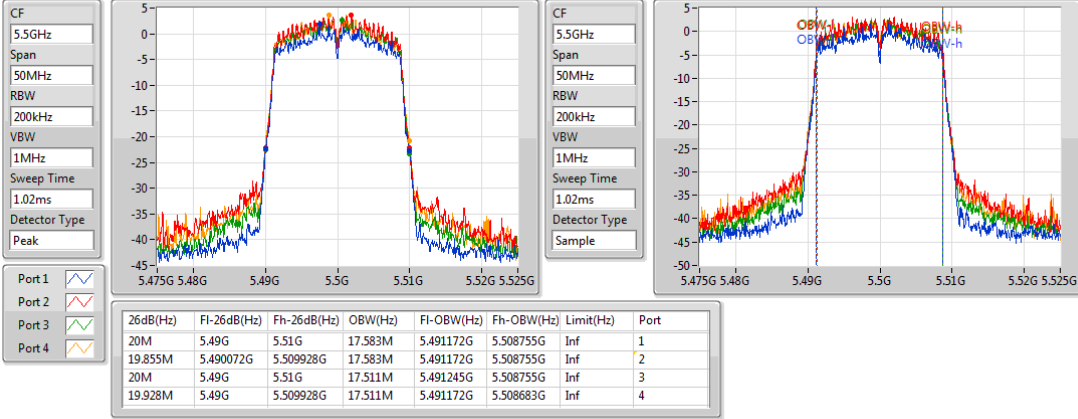 CF
5.5GHz
Span
50MHz
RBW
200kHz
VBW
1MHz
Sweep Time
1.02ms
Detector Type
Peak
5
0
-5
-10
-15
-20
-25
-30
-35
-40
-45
5.475G 5.48G 5.49G 5.5G 5.51G 5.52G 5.525G
CF
5.5GHz
Span
50MHz
RBW
200kHz
VBW
1MHz
Sweep Time
1.02ms
Detector Type
Sample
5
0
-5
-10
-15
-20
-25
-30
-35
-40
-45
-50
OBW-h
5.475G 5.48G 5.49G 5.5G 5.51G 5.52G 5.525G
Port 1
Port 2
Port 3
Port 4
26dB(Hz) Fl-26dB(Hz) Fh-26dB(Hz) OBW(Hz) Fl-OBW(Hz) Fh-OBW(Hz) Limit(Hz) Port
20M 5.49G 5.51G 17.583M 5.491172G 5.508755G Inf 1
19.855M 5.490072G 5.509928G 17.583M 5.491172G 5.508755G Inf 2
20M 5.49G 5.51G 17.511M 5.491245G 5.508755G Inf 3
19.928M 5.49G 5.509928G 17.511M 5.491172G 5.508683G Inf 4